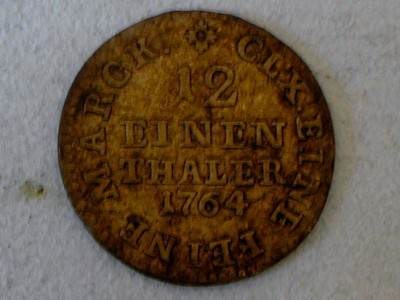 CLX EINE FEINE MARCK.
12
EINEN
THALER
1764